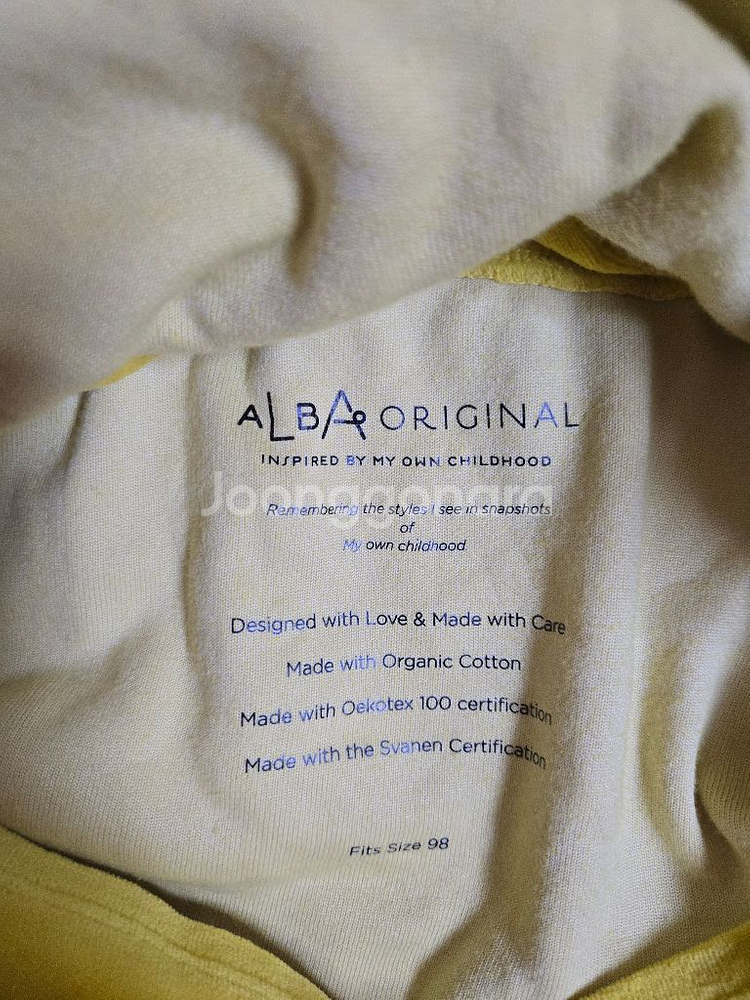 ALBA ORIGINAL
INSPIRED BY MY OWN CHILDHOOD
Joonggonara
Remembering the styles I see in snapshots
of
My own childhood
Designed with Love & Made with Care
Made with Organic Cotton
Made with Oekotex 100 certification
Made with the Svanen Certification
Fits Size 98